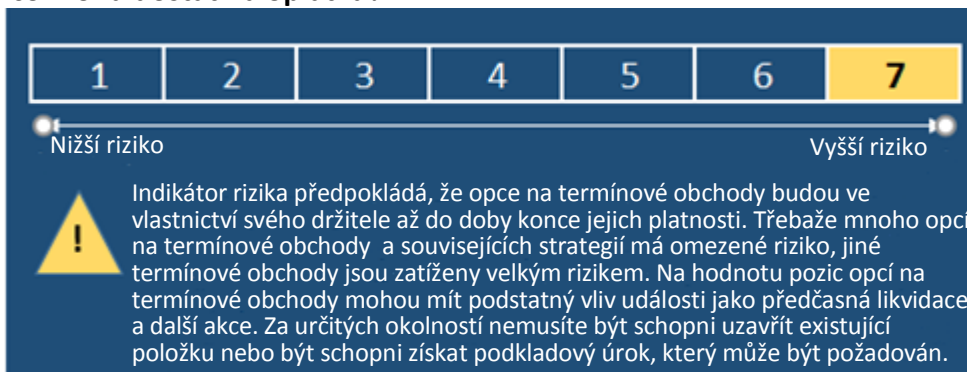 1 2 3 4 5 6 7
Nižší riziko Vyšší riziko
Indikátor rizika předpokládá, že opce na termínové obchody budou ve
! vlastnictví svého držitele až do doby konce jejich platnosti. Třebaže mnoho opcí
na termínové obchody a souvisejících strategií má omezené riziko, jiné
termínové obchody jsou zatíženy velkým rizikem. Na hodnotu pozic opcí na
termínové obchody mohou mít podstatný vliv události jako předčasná likvidace
a další akce. Za určitých okolností nemusíte být schopni uzavřít existující
položku nebo být schopni získat podkladový úrok, který může být požadován.